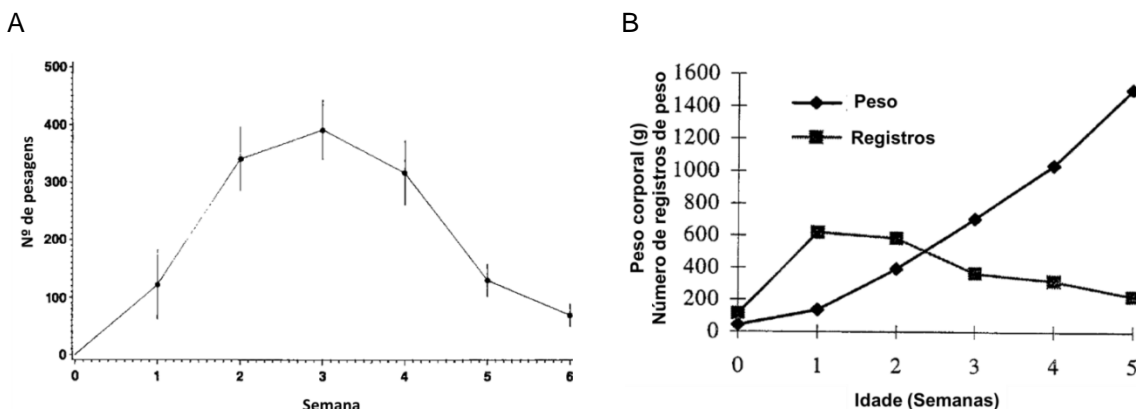 A
500
400
300
200
100
0
Nº de pesagens
0 1 2 3 4 5 6
Semana
B
1600
1400
1200
1000
800
600
400
200
0
Peso corporal (g)
Número de registros de peso
Peso
Registros
0 1 2 3 4 5
Idade (Semanas)